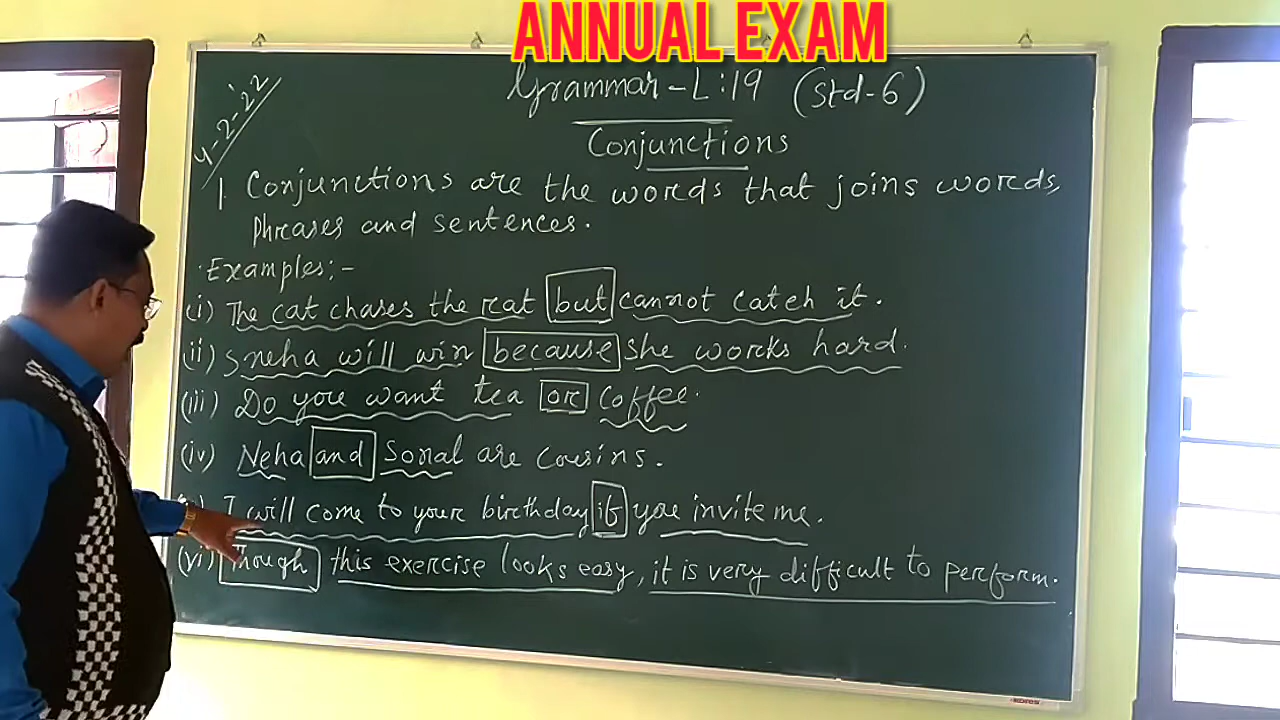 ANNUAL EXAM
4-2-22
Grammar - L:19 (Std-6)
Conjunctions
1. Conjunctions are the words that joins words,
Phrases and sentences.
Examples:-
(i) The cat chases the rat but cannot catch it.
(ii) Sneha will win because she works hard.
(iii) Do you want tea or coffee.
(iv) Neha and Sonal are cousins.
I will come to your birthday if you invite me.
(vi) Though this exercise looks easy, it is very difficult to perform.